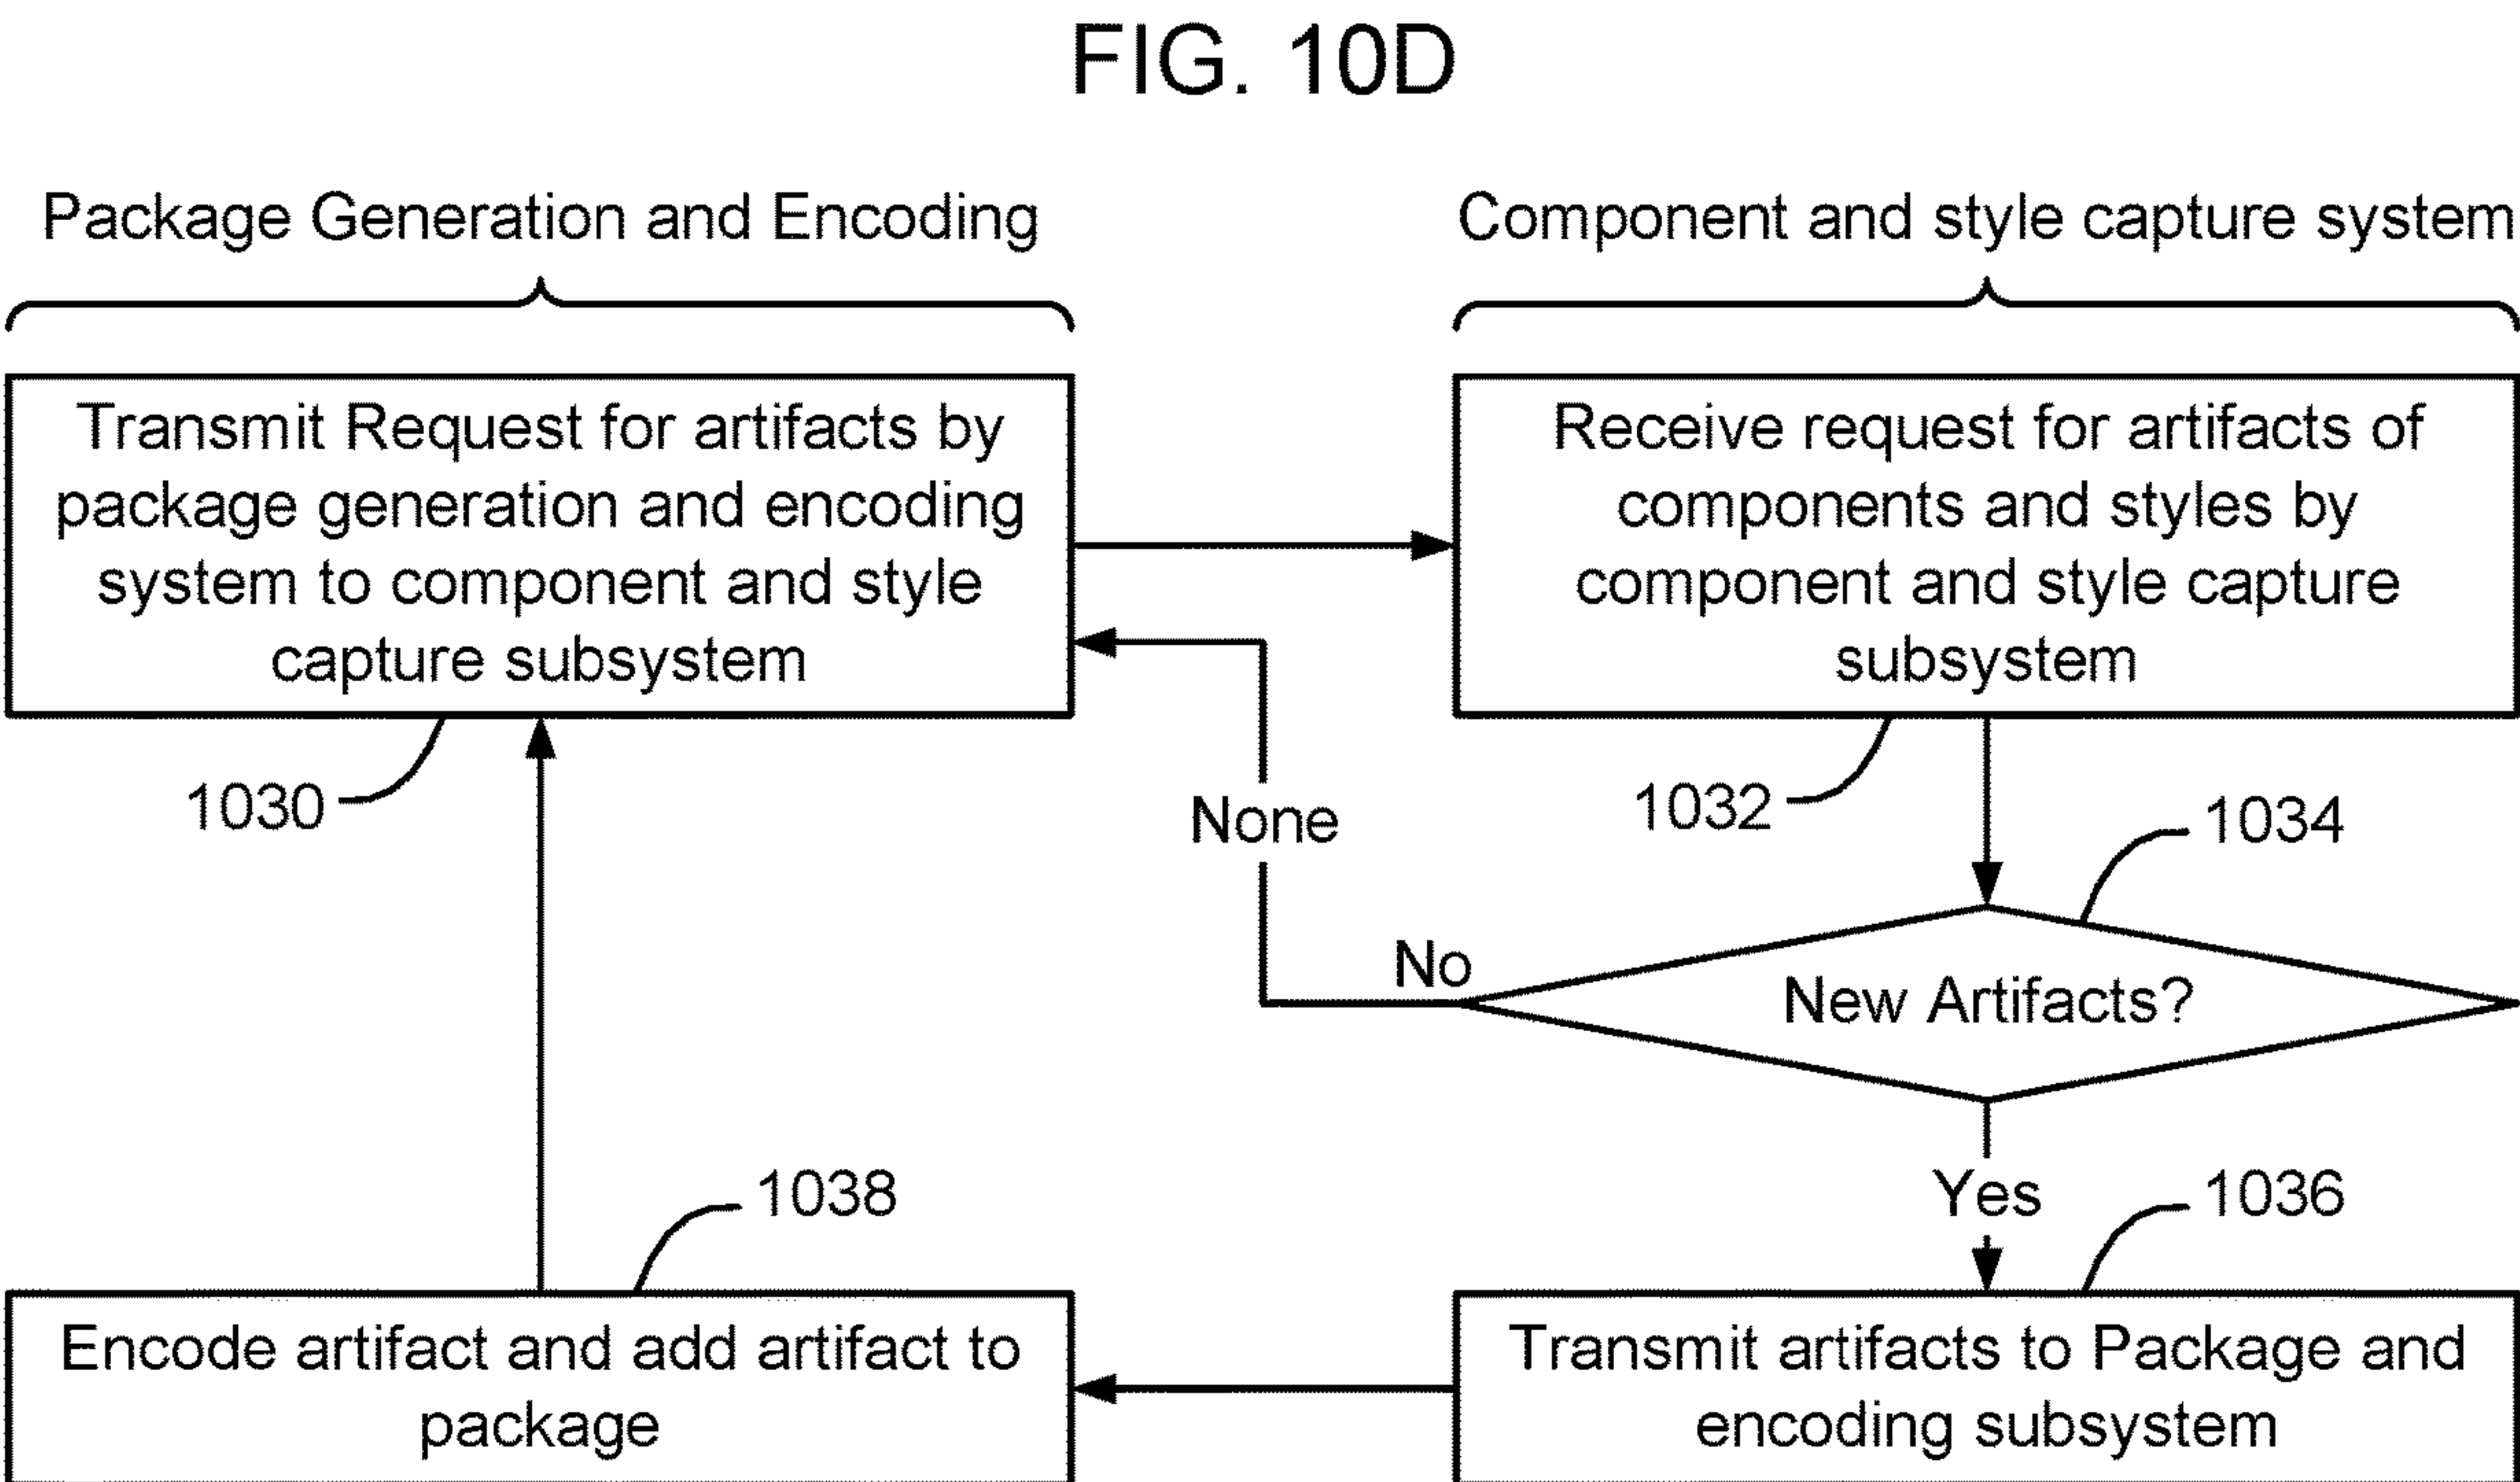 FIG. 10D
Package Generation and Encoding
Component and style capture system
Transmit Request for artifacts by
package generation and encoding
system to component and style
capture subsystem
Receive request for artifacts of
components and styles by
component and style capture
subsystem
1030
None
1032
1034
No
New Artifacts?
1038
Yes
1036
Encode artifact and add artifact to
package
Transmit artifacts to Package and
encoding subsystem